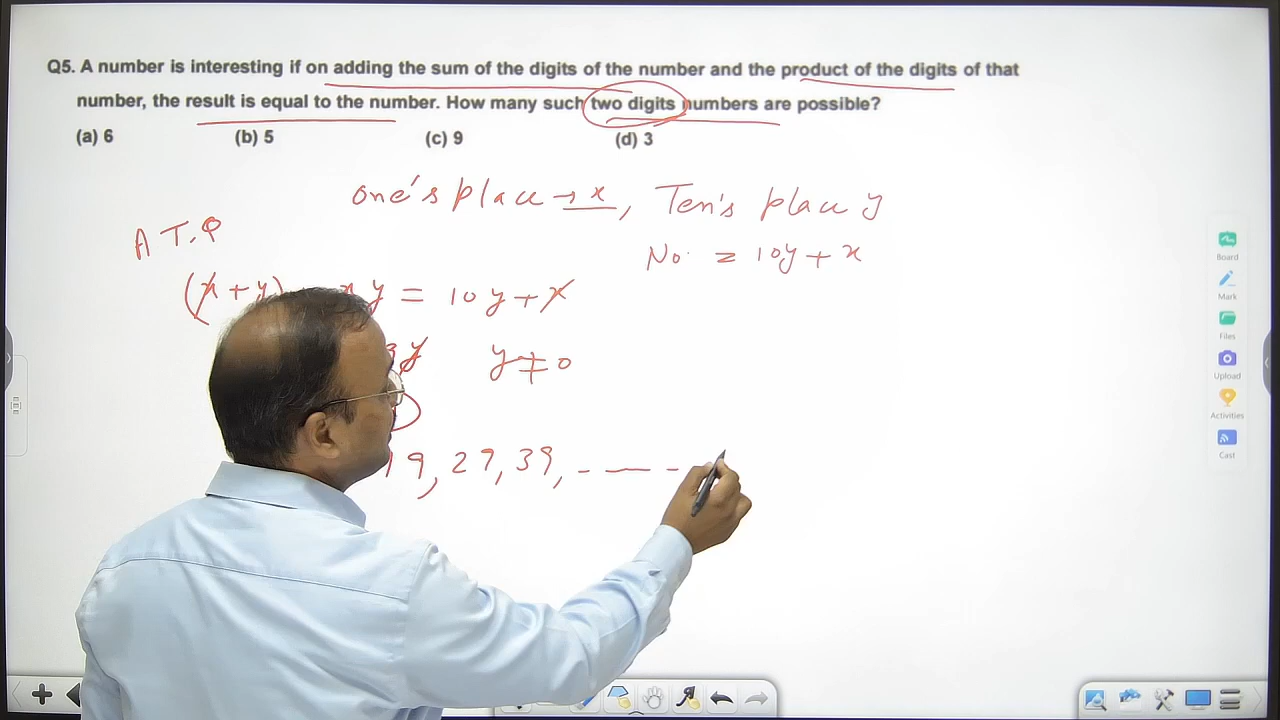 Q5. A number is interesting if on adding the sum of the digits of the number and the product of the digits of that
number, the result is equal to the number. How many such two digits numbers are possible?
(a) 6 (b) 5 (c) 9 (d) 3
one's place → x, Ten's place y
A T.Q
No. = 10y + x
(x + y) xy = 10y + x
y y ≠ 0
19, 29, 39, - — -
Board
Mark
Files
Upload
Activities
Cast